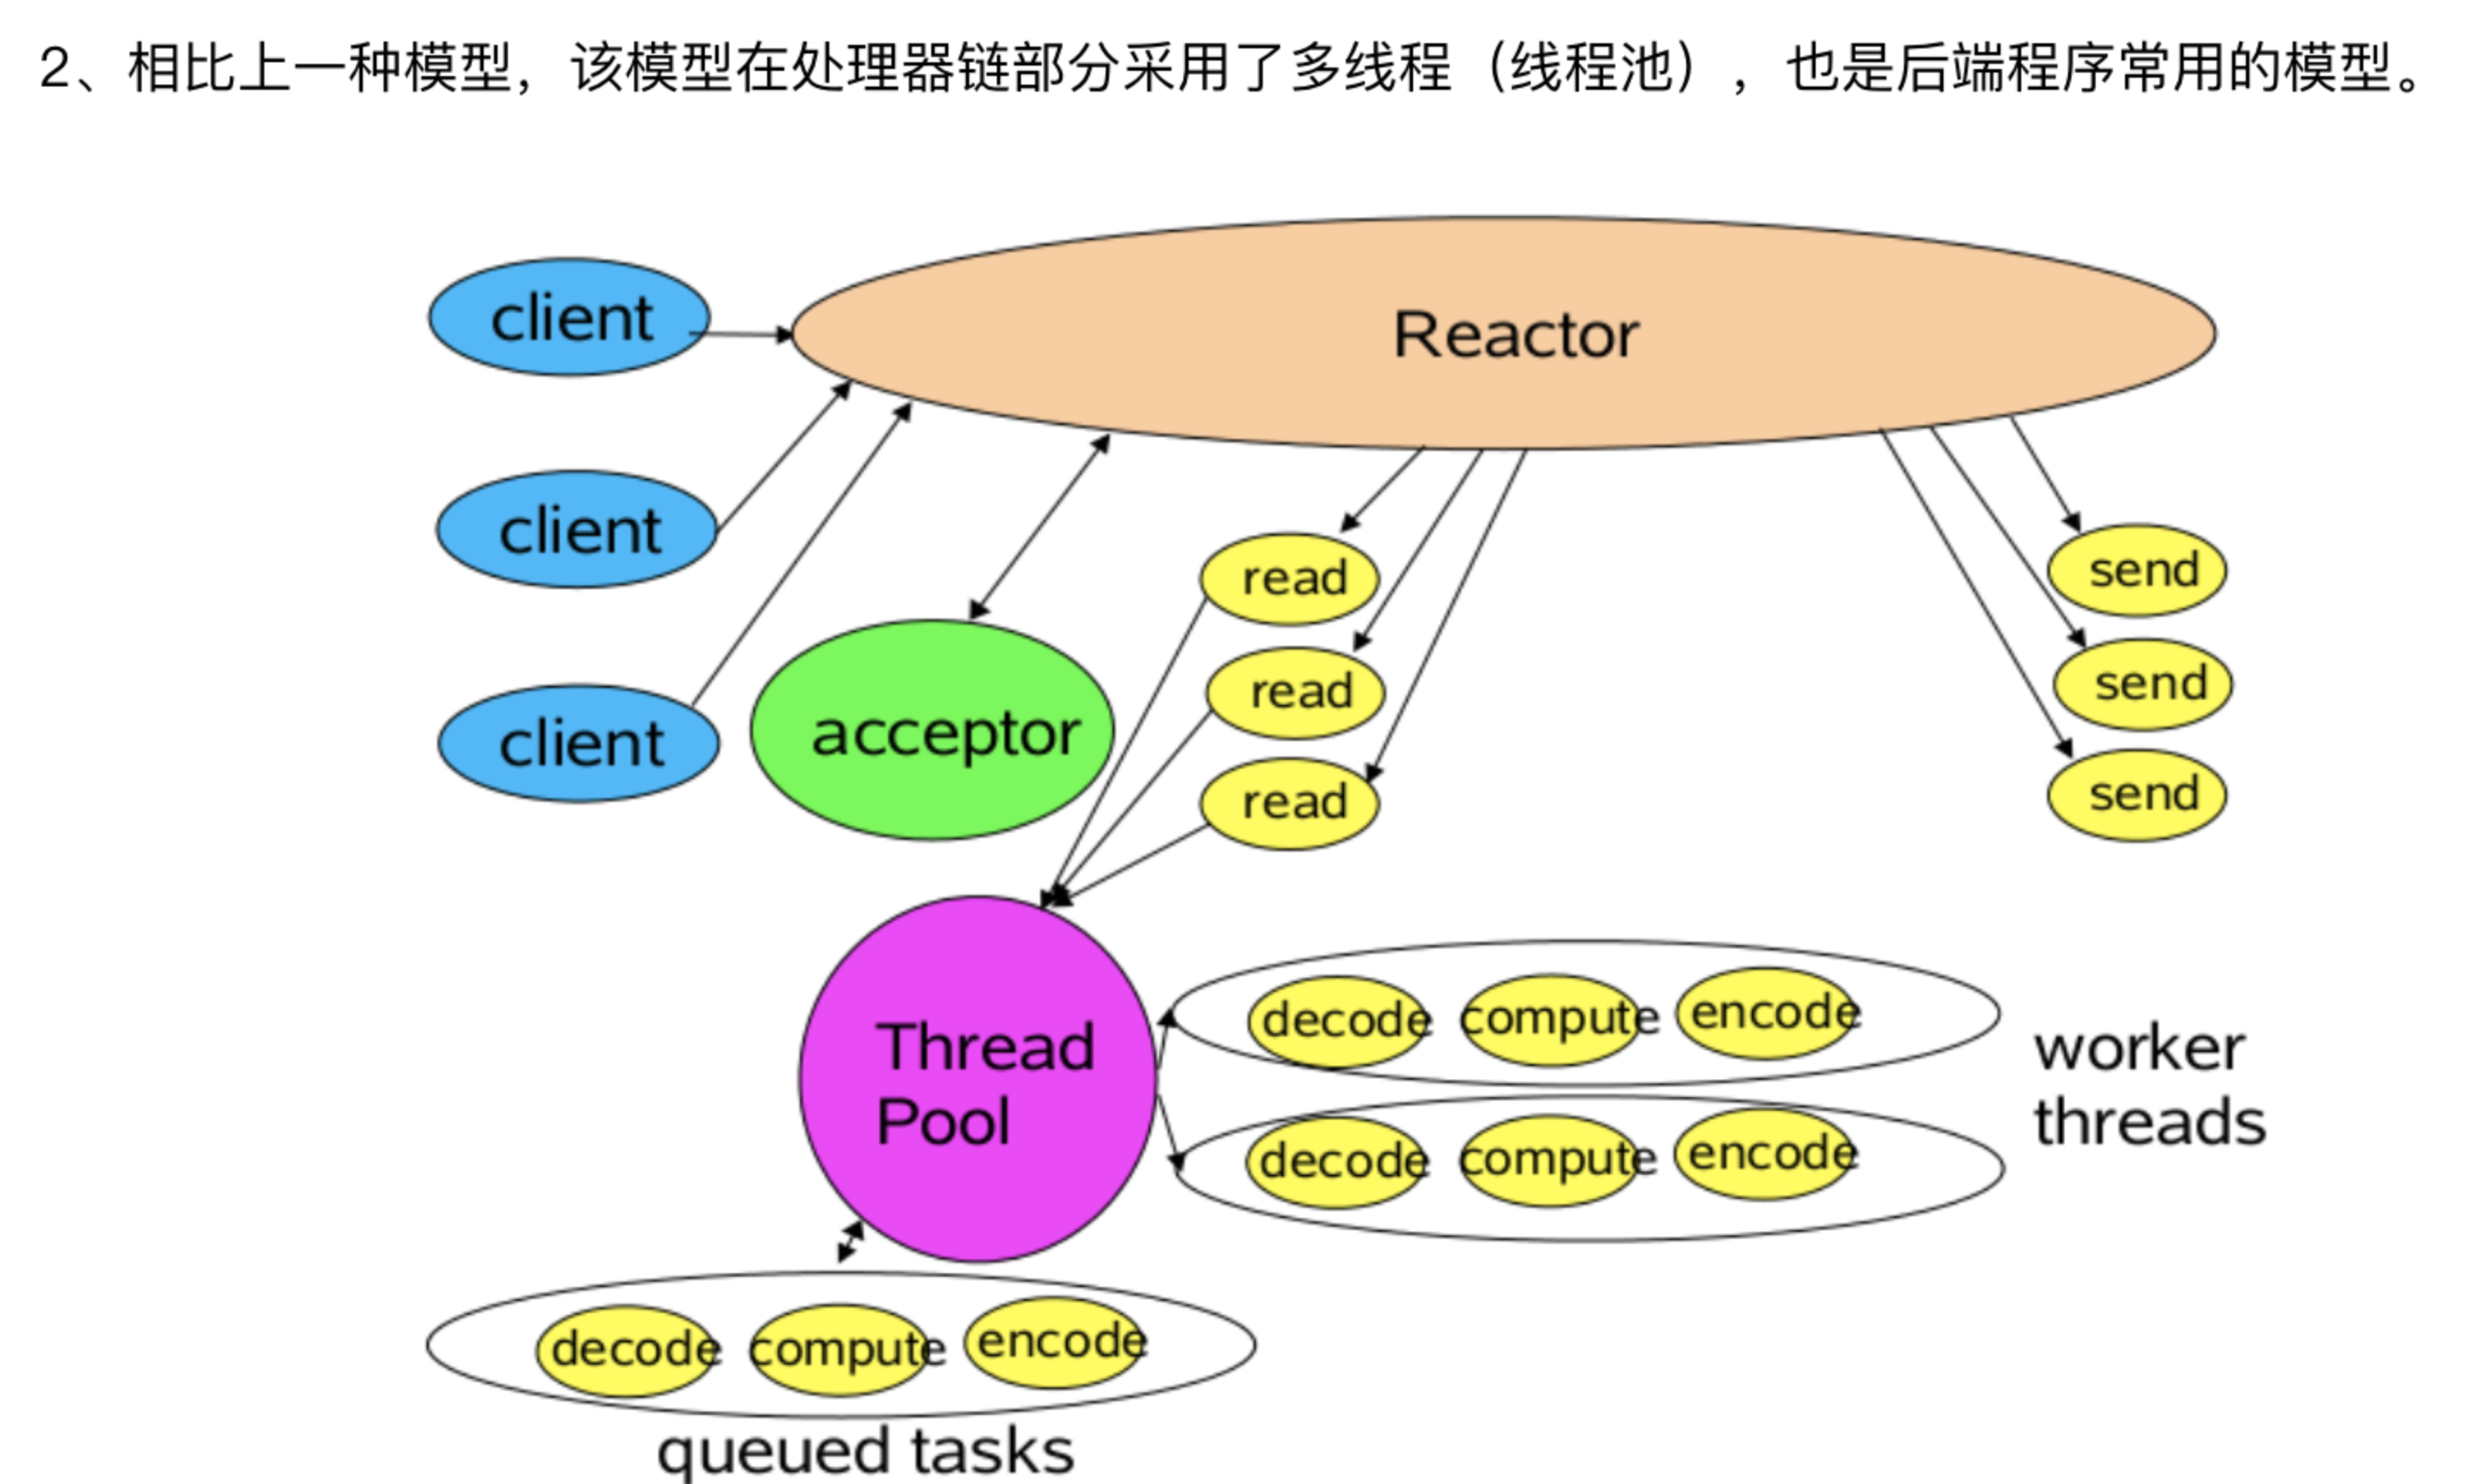 2、相比上一种模型，该模型在处理器链部分采用了多线程（线程池），也是后端程序常用的模型。
client
Reactor
client
client
acceptor
read
read
read
send
send
send
Thread
Pool
decode compute encode
decode compute encode
worker
threads
decode compute encode
queued tasks